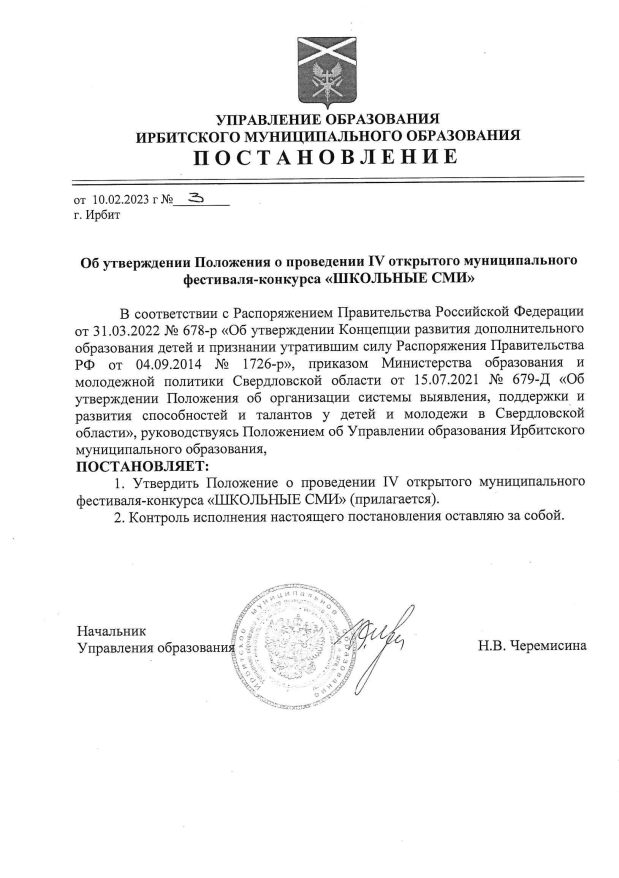 УПРАВЛЕНИЕ ОБРАЗОВАНИЯ
ИРБИТСКОГО МУНИЦИПАЛЬНОГО ОБРАЗОВАНИЯ
ПОСТАНОВЛЕНИЕ
от 10.02.2023 г №___3___
г. Ирбит
Об утверждении Положения о проведении IV открытого муниципального
фестиваля-конкурса «ШКОЛЬНЫЕ СМИ»
В соответствии с Распоряжением Правительства Российской Федерации
от 31.03.2022 № 678-р «Об утверждении Концепции развития дополнительного
образования детей и признании утратившим силу Распоряжения Правительства
РФ от 04.09.2014 № 1726-р», приказом Министерства образования и
молодежной политики Свердловской области от 15.07.2021 № 679-Д «Об
утверждении Положения об организации системы выявления, поддержки и
развития способностей и талантов у детей и молодежи в Свердловской
области», руководствуясь Положением об Управлении образования Ирбитского
муниципального образования,
ПОСТАНОВЛЯЕТ:
1. Утвердить Положение о проведении IV открытого муниципального
фестиваля-конкурса «ШКОЛЬНЫЕ СМИ» (прилагается).
2. Контроль исполнения настоящего постановления оставляю за собой.
Начальник
Управления образования
Н.В. Черемисина